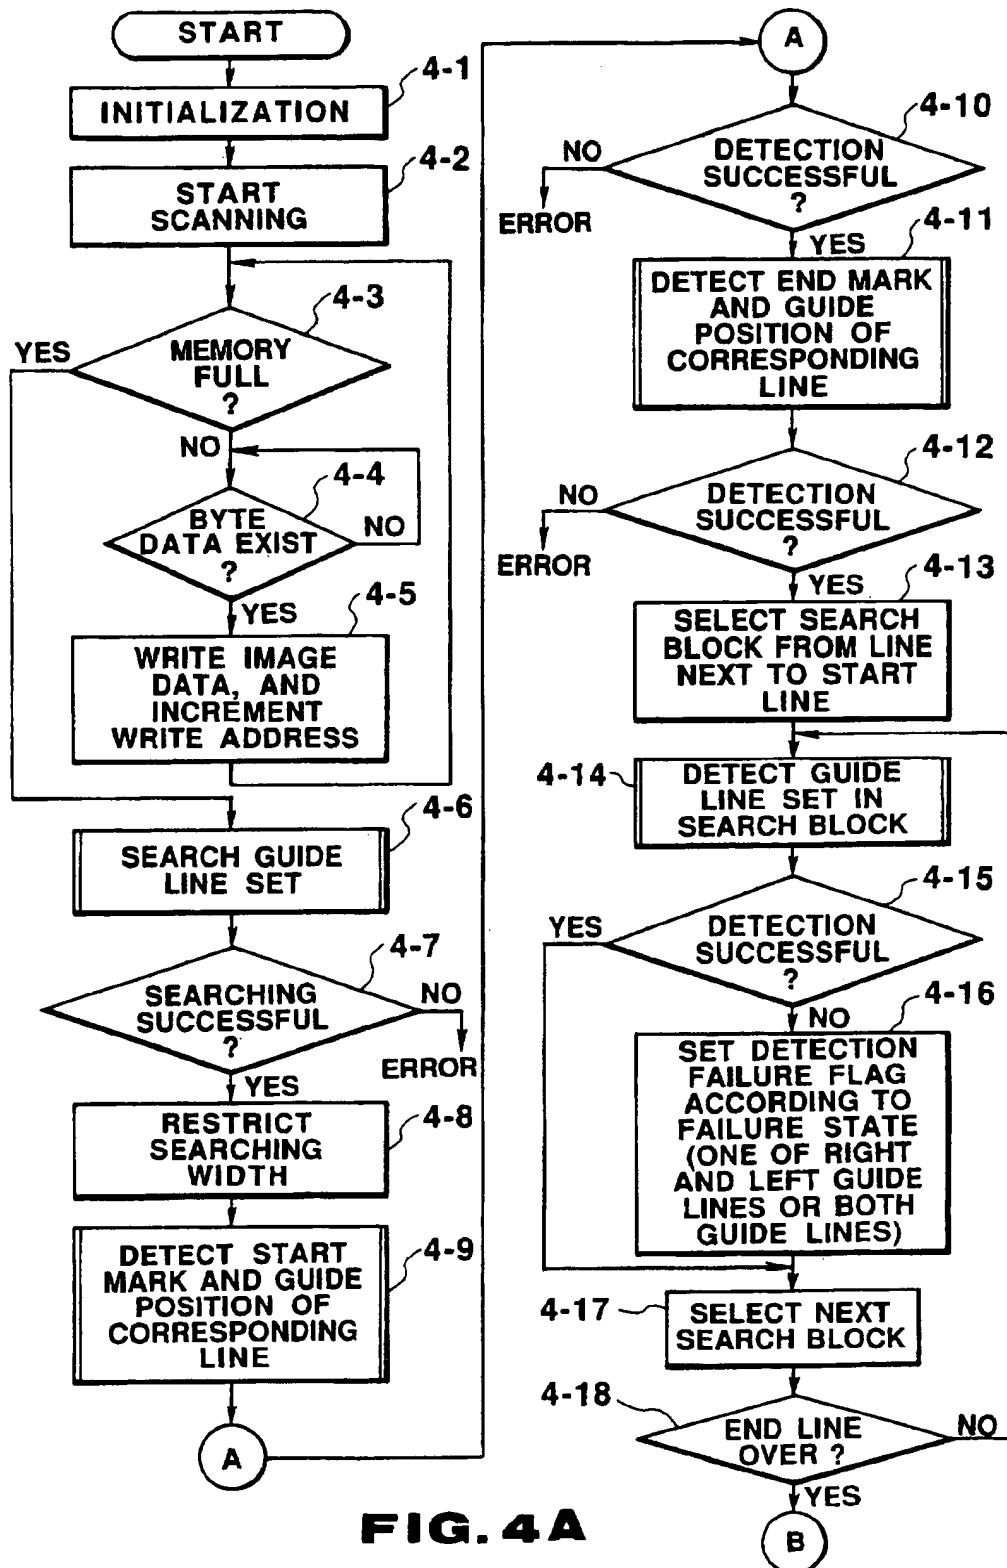 START
4-1
INITIALIZATION
4-2
START
SCANNING
4-3
YES
MEMORY
FULL
?
NO
4-4
BYTE
DATA EXIST
?
NO
YES
4-5
WRITE IMAGE
DATA, AND
INCREMENT
WRITE ADDRESS
4-6
SEARCH GUIDE
LINE SET
4-7
SEARCHING
SUCCESSFUL
?
NO
ERROR
YES
4-8
RESTRICT
SEARCHING
WIDTH
4-9
DETECT START
MARK AND GUIDE
POSITION OF
CORRESPONDING
LINE
A
A
4-10
NO
DETECTION
SUCCESSFUL
?
ERROR
YES
4-11
DETECT END MARK
AND GUIDE
POSITION OF
CORRESPONDING
LINE
4-12
NO
DETECTION
SUCCESSFUL
?
ERROR
YES
4-13
SELECT SEARCH
BLOCK FROM LINE
NEXT TO START
LINE
4-14
DETECT GUIDE
LINE SET IN
SEARCH BLOCK
4-15
YES
DETECTION
SUCCESSFUL
?
NO
4-16
SET DETECTION
FAILURE FLAG
ACCORDING TO
FAILURE STATE
(ONE OF RIGHT
AND LEFT GUIDE
LINES OR BOTH
GUIDE LINES)
4-17
SELECT NEXT
SEARCH BLOCK
4-18
END LINE
OVER ?
NO
YES
B
FIG. 4A